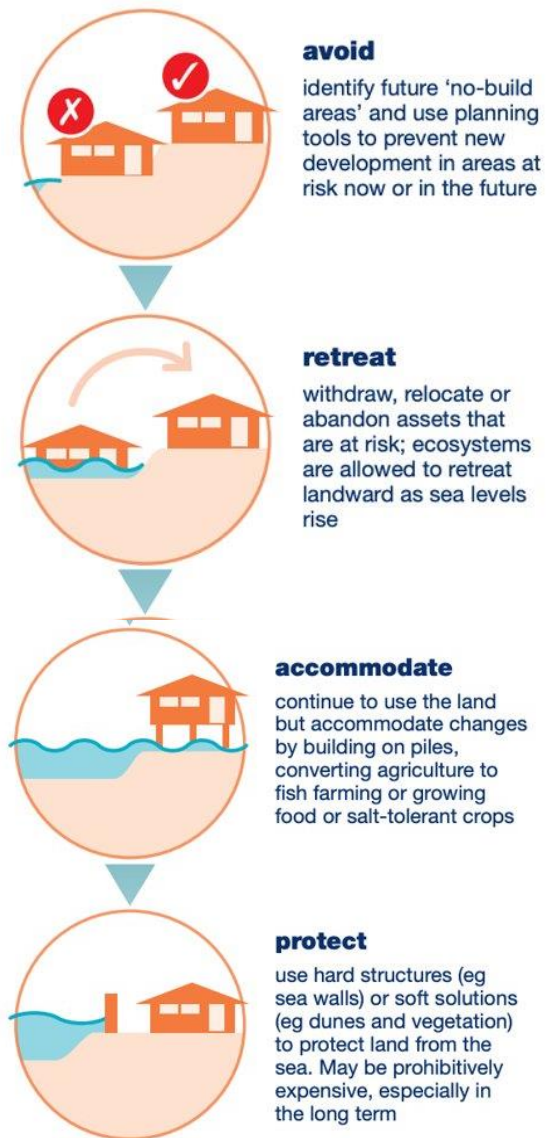 avoid
identify future ‘no-build
areas’ and use planning
tools to prevent new
development in areas at
risk now or in the future
retreat
withdraw, relocate or
abandon assets that
are at risk; ecosystems
are allowed to retreat
landward as sea levels
rise
accommodate
continue to use the land
but accommodate changes
by building on piles,
converting agriculture to
fish farming or growing
food or salt-tolerant crops
protect
use hard structures (eg
sea walls) or soft solutions
(eg dunes and vegetation)
to protect land from the
sea. May be prohibitively
expensive, especially in
the long term